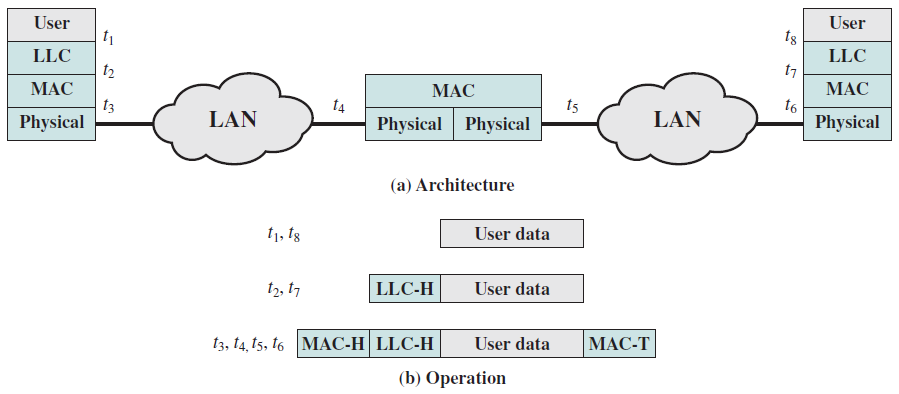 User
t1
LLC
t2
MAC
t3
Physical
LAN
t4
MAC
Physical Physical
t5
LAN
User
t8
LLC
t7
MAC
t6
Physical
(a) Architecture
t1, t8 User data
t2, t7 LLC-H User data
t3, t4, t5, t6 MAC-H LLC-H User data MAC-T
(b) Operation